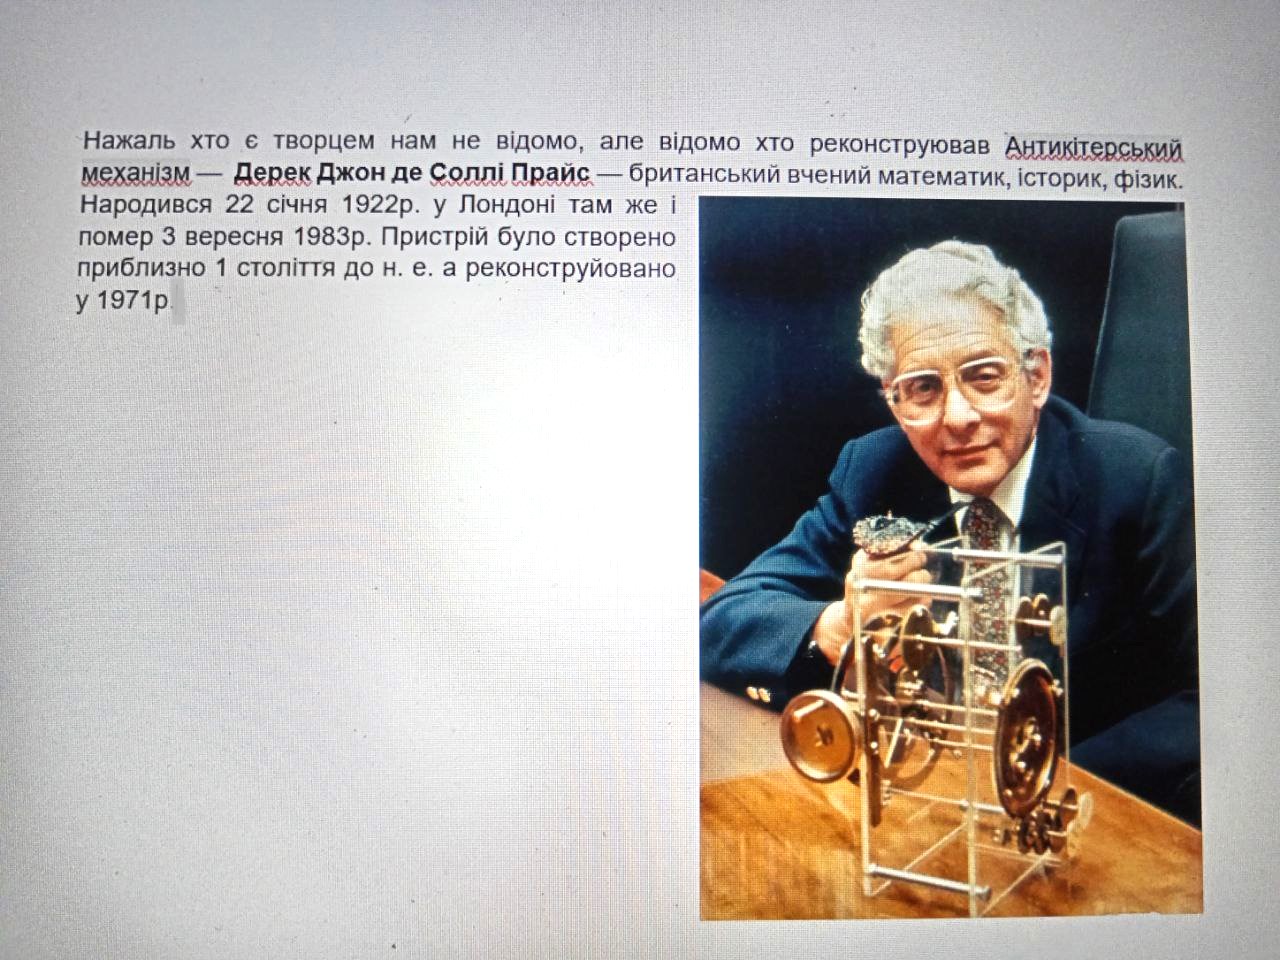 Нажаль хто є творцем нам не відомо, але відомо хто реконструював Антикітерський
механізм — Дерек Джон де Соллі Прайс — британський вчений математик, історик, фізик.
Народився 22 січня 1922р. у Лондоні там же і
помер 3 вересня 1983р. Пристрій було створено
приблизно 1 століття до н. е. а реконструйовано
у 1971р.